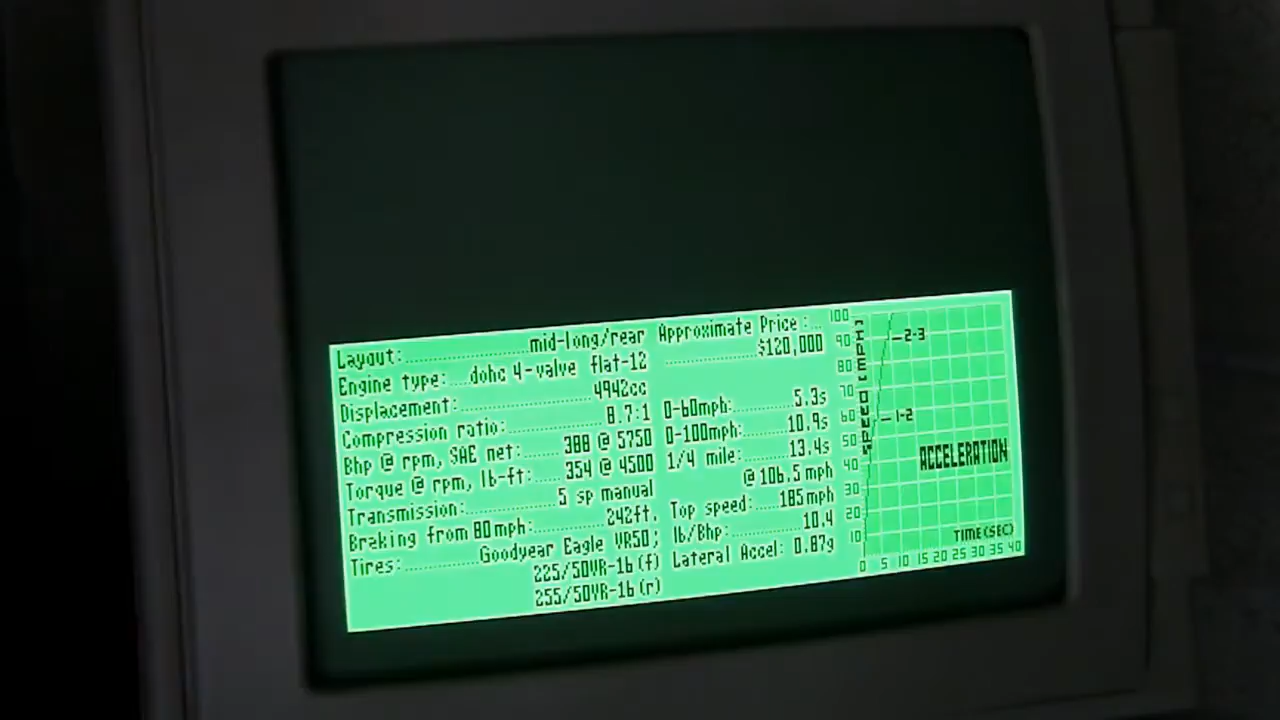 Layout:......................mid-long/rear
Engine type:....dohc 4-valve flat-12
Displacement:........................4942cc
Compression ratio:..................8.7:1
Bhp @ rpm, SAE net:......388 @ 5750
Torque @ rpm, lb-ft:.....354 @ 4500
Transmission:................5 sp manual
Braking from 80mph:............242ft.
Tires:.............Goodyear Eagle VR50;
225/50VR-16 (f)
255/50VR-16 (r)
Approximate Price:...
......................$120,000
0-60mph:..............5.3s
0-100mph:...........10.9s
1/4 mile:.............13.4s
@ 106.5 mph
Top speed:......185mph
lb/Bhp:..................10.4
Lateral Accel: 0.87g
SPEED (MPH)
100
90
80
70
60
50
40
30
20
10
2-3
1-2
ACCELERATION
TIME(SEC)
0 5 10 15 20 25 30 35 40